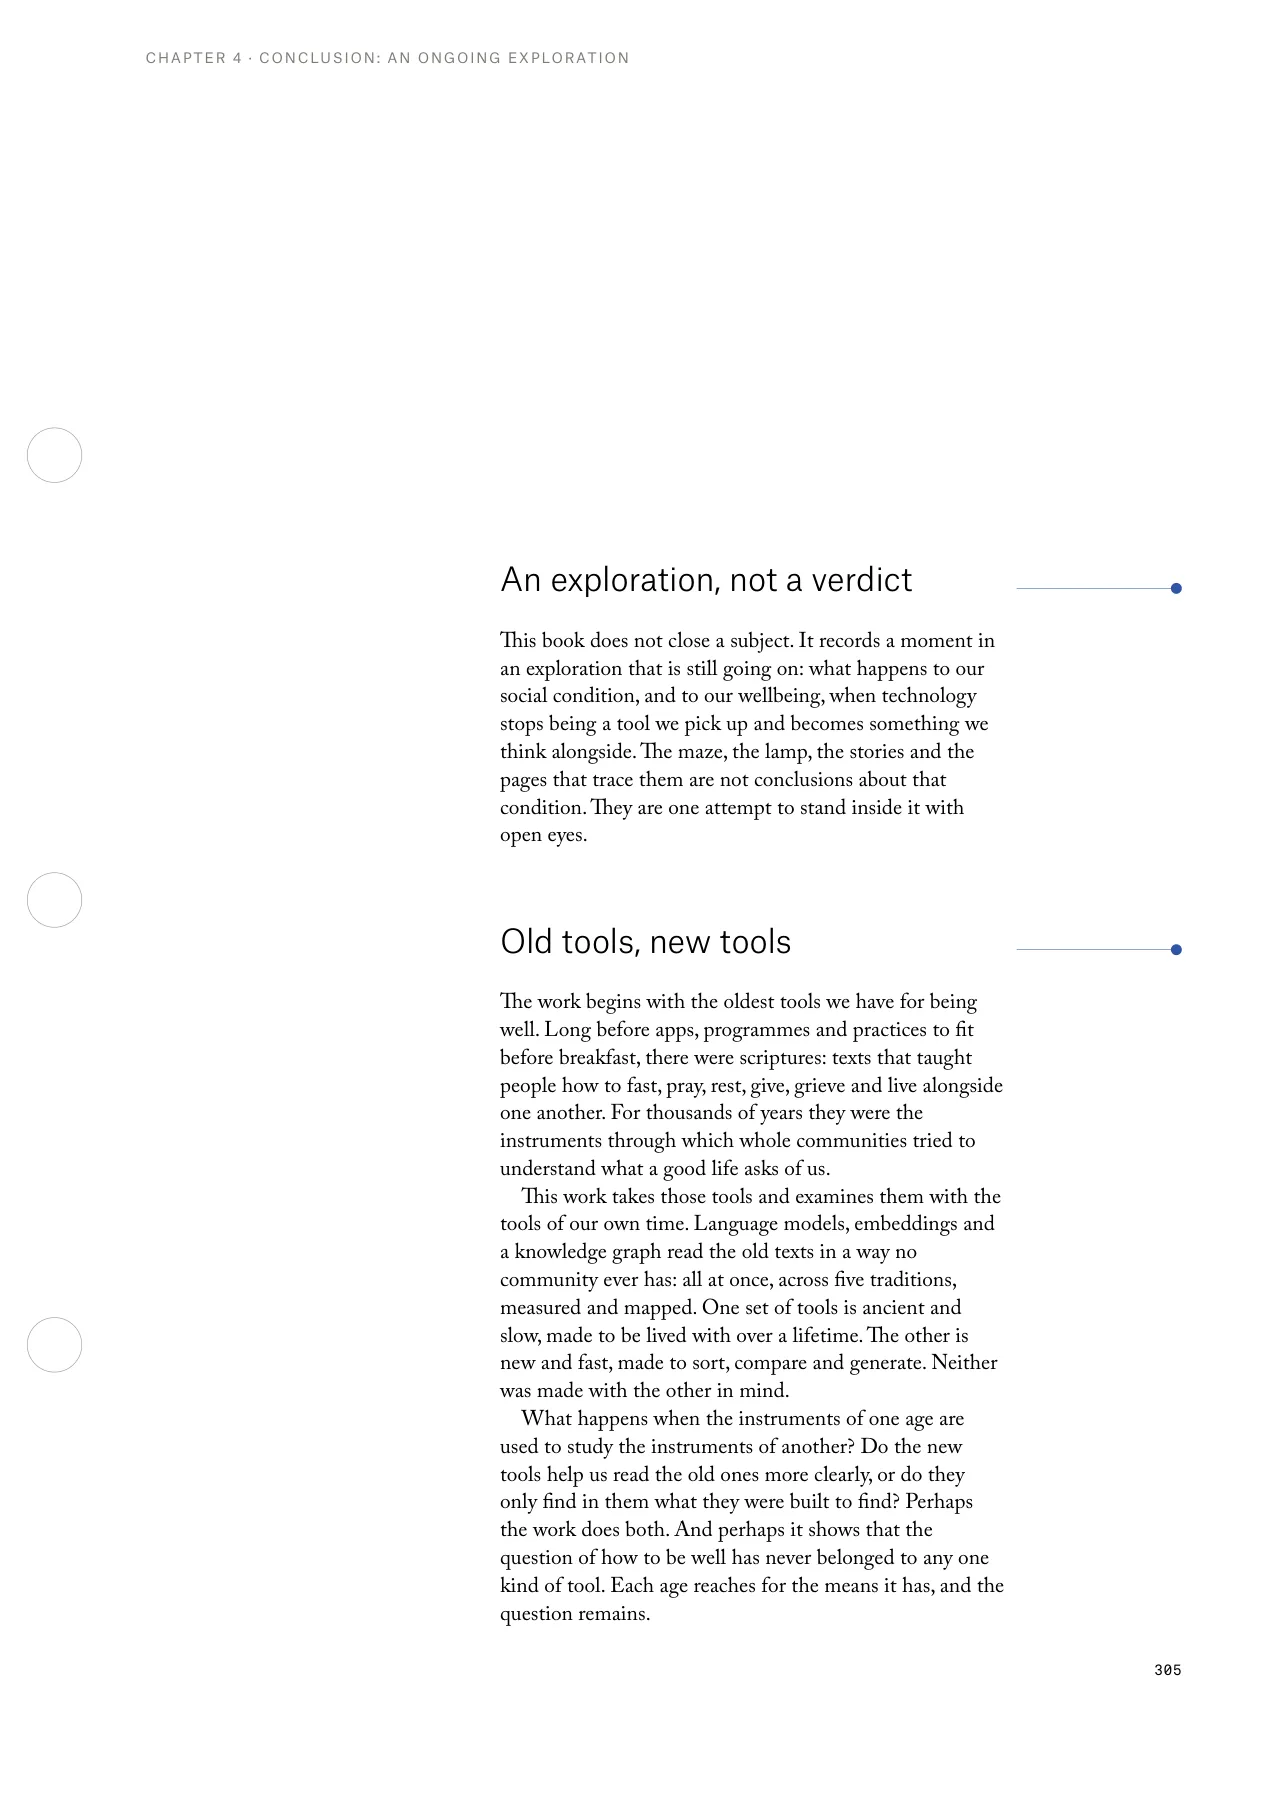 CHAPTER 4 · CONCLUSION: AN ONGOING EXPLORATION
An exploration, not a verdict
This book does not close a subject. It records a moment in
an exploration that is still going on: what happens to our
social condition, and to our wellbeing, when technology
stops being a tool we pick up and becomes something we
think alongside. The maze, the lamp, the stories and the
pages that trace them are not conclusions about that
condition. They are one attempt to stand inside it with
open eyes.
Old tools, new tools
The work begins with the oldest tools we have for being
well. Long before apps, programmes and practices to fit
before breakfast, there were scriptures: texts that taught
people how to fast, pray, rest, give, grieve and live alongside
one another. For thousands of years they were the
instruments through which whole communities tried to
understand what a good life asks of us.
This work takes those tools and examines them with the
tools of our own time. Language models, embeddings and
a knowledge graph read the old texts in a way no
community ever has: all at once, across five traditions,
measured and mapped. One set of tools is ancient and
slow, made to be lived with over a lifetime. The other is
new and fast, made to sort, compare and generate. Neither
was made with the other in mind.
What happens when the instruments of one age are
used to study the instruments of another? Do the new
tools help us read the old ones more clearly, or do they
only find in them what they were built to find? Perhaps
the work does both. And perhaps it shows that the
question of how to be well has never belonged to any one
kind of tool. Each age reaches for the means it has, and the
question remains.
305